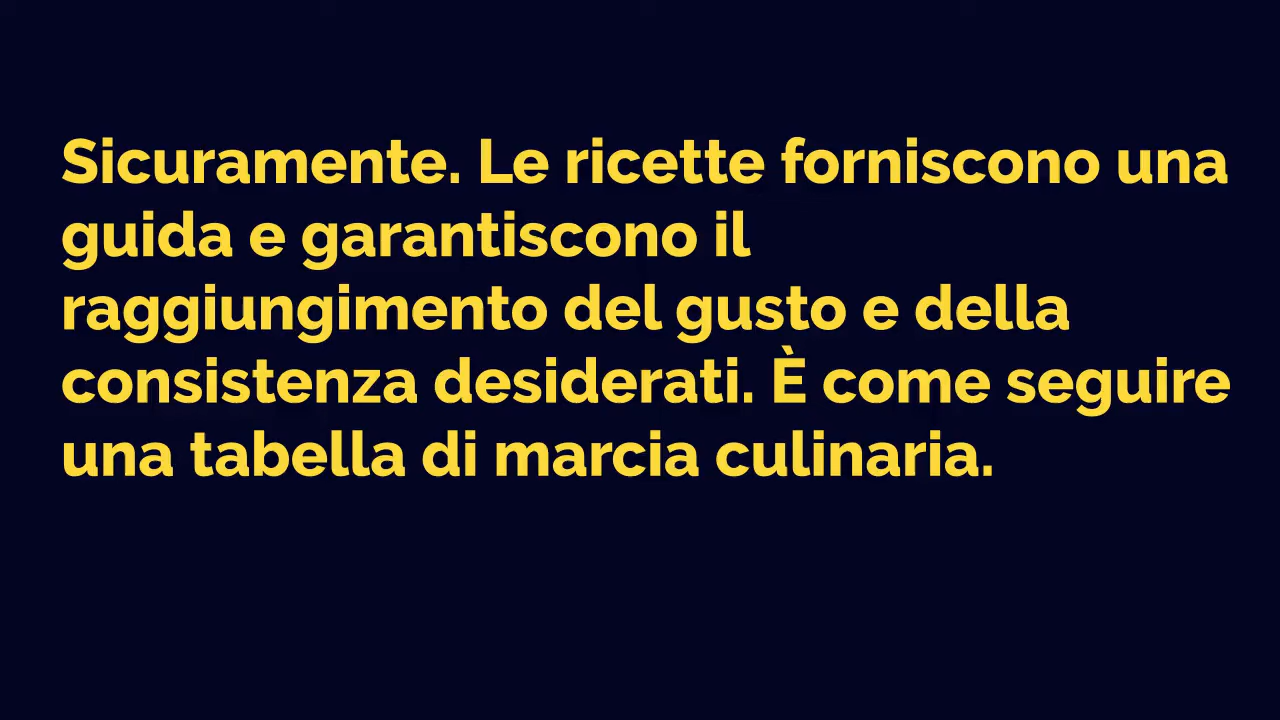 Sicuramente. Le ricette forniscono una
guida e garantiscono il
raggiungimento del gusto e della
consistenza desiderati. È come seguire
una tabella di marcia culinaria.